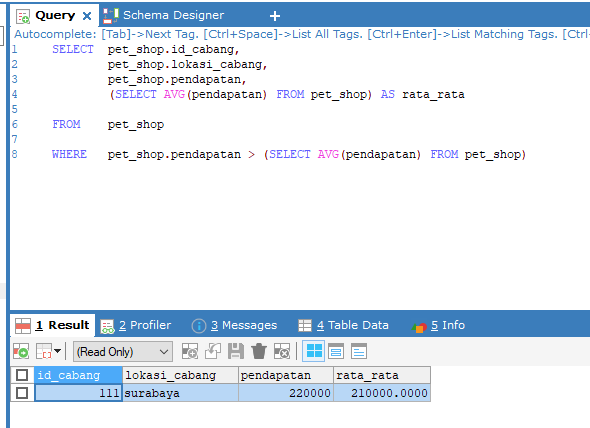 Query
Schema Designer
Autocomplete: [Tab]->Next Tag. [Ctrl+Space]->List All Tags. [Ctrl+Enter]->List Matching Tags. [Ctrl-
1 SELECT pet_shop.id_cabang,
2 pet_shop.lokasi_cabang,
3 pet_shop.pendapatan,
4 (SELECT AVG(pendapatan) FROM pet_shop) AS rata_rata
5
6 FROM pet_shop
7
8 WHERE pet_shop.pendapatan > (SELECT AVG(pendapatan) FROM pet_shop)
1 Result 2 Profiler 3 Messages 4 Table Data 5 Info
(Read Only)
id_cabang lokasi_cabang pendapatan rata_rata
111 surabaya 220000 210000.0000